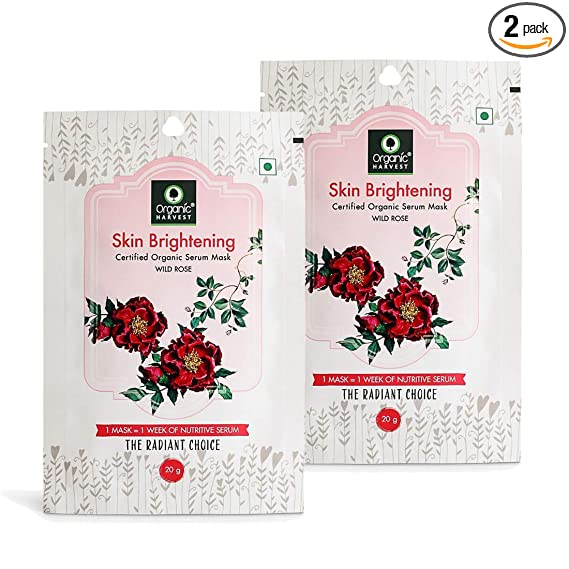 2 pack
Organic®
HARVEST
Skin Brightening
Certified Organic Serum Mask
WILD ROSE
1 MASK = 1 WEEK OF NUTRITIVE SERUM
THE RADIANT CHOICE
20 g
Organic®
HARVEST
Skin Brightening
Certified Organic Serum Mask
WILD ROSE
1 MASK = 1 WEEK OF NUTRITIVE SERUM
THE RADIANT CHOICE
20 g